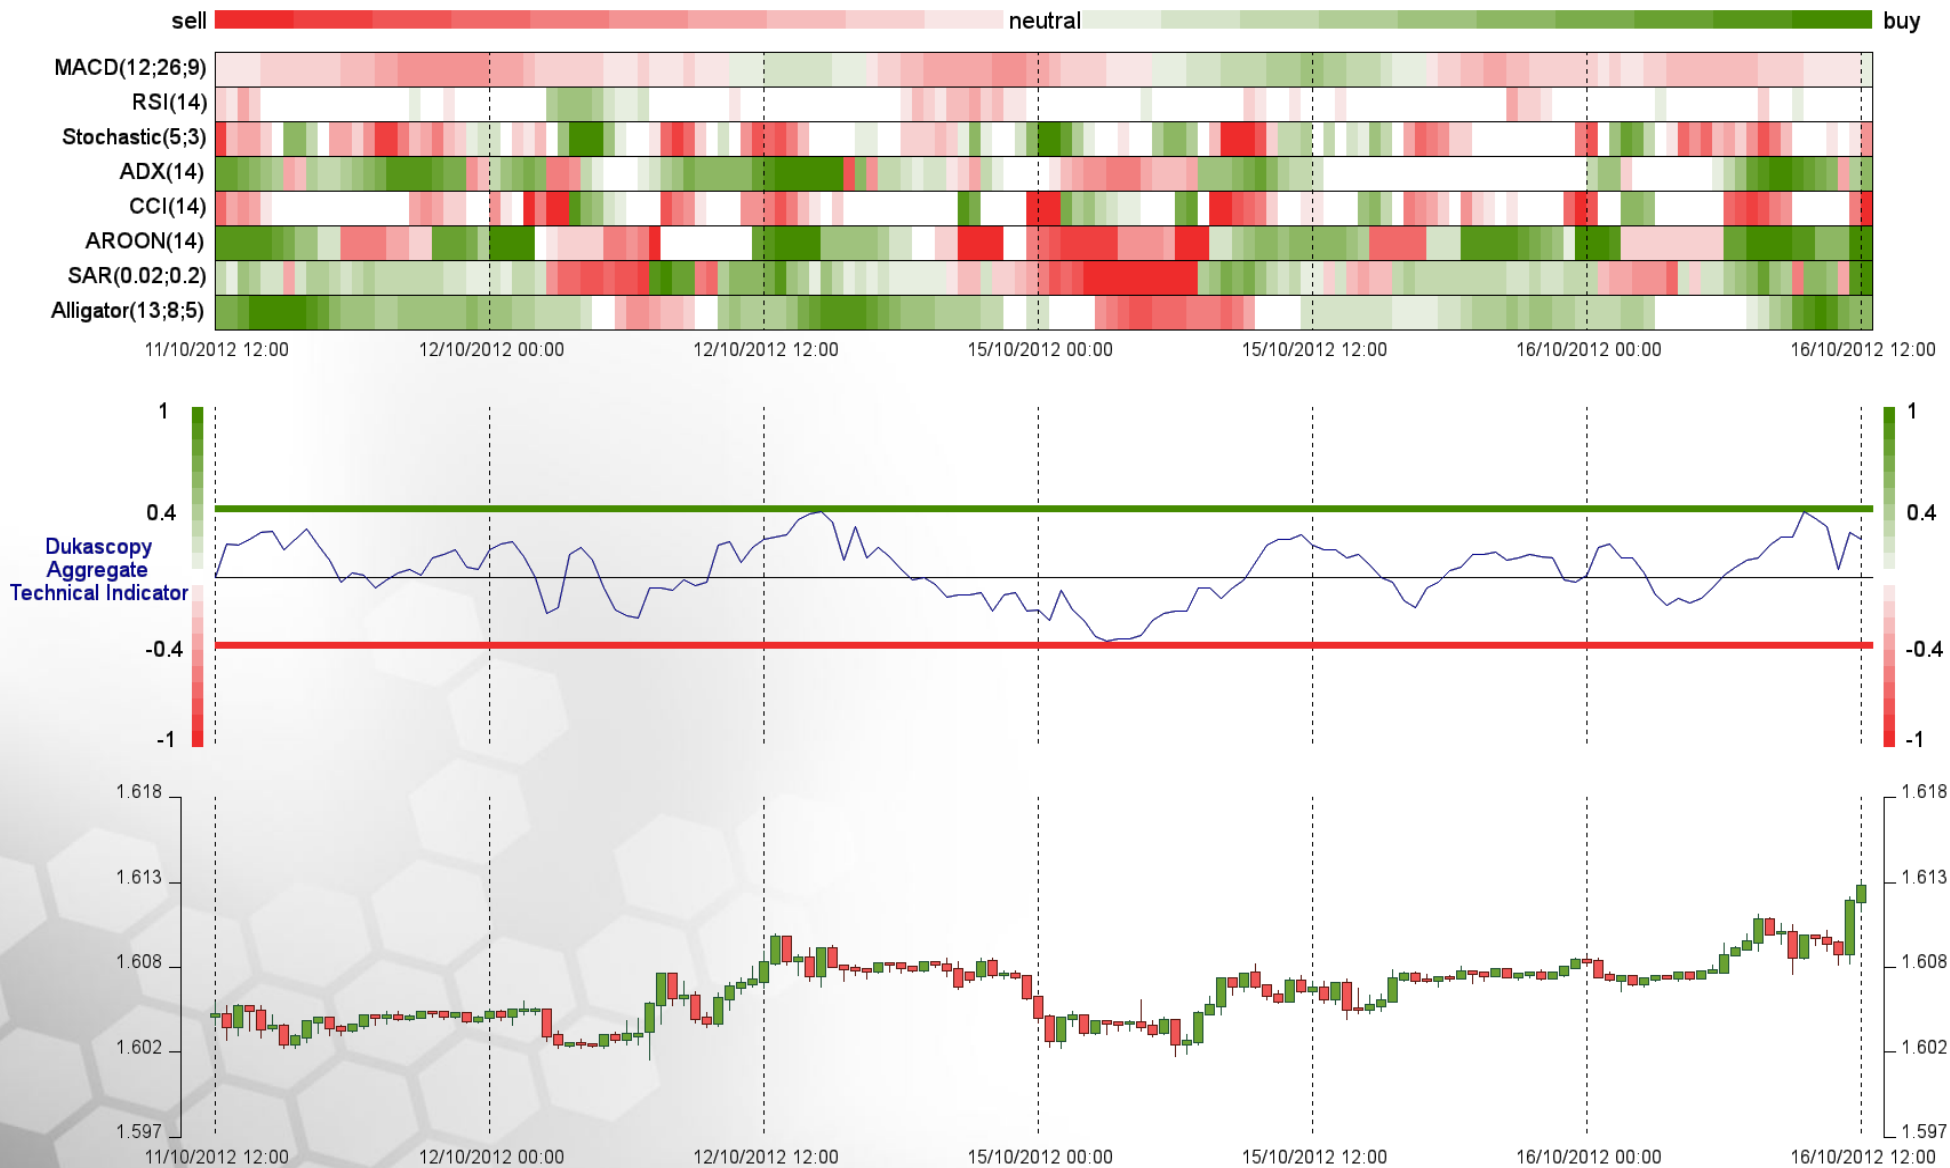 sell neutral buy
MACD(12;26;9)
RSI(14)
Stochastic(5;3)
ADX(14)
CCI(14)
AROON(14)
SAR(0.02;0.2)
Alligator(13;8;5)
11/10/2012 12:00 12/10/2012 00:00 12/10/2012 12:00 15/10/2012 00:00 15/10/2012 12:00 16/10/2012 00:00 16/10/2012 12:00
1 1
0.4 0.4
Dukascopy
Aggregate
Technical Indicator
-0.4 -0.4
-1 -1
1.618 1.618
1.613 1.613
1.608 1.608
1.602 1.602
1.597 1.597
11/10/2012 12:00 12/10/2012 00:00 12/10/2012 12:00 15/10/2012 00:00 15/10/2012 12:00 16/10/2012 00:00 16/10/2012 12:00